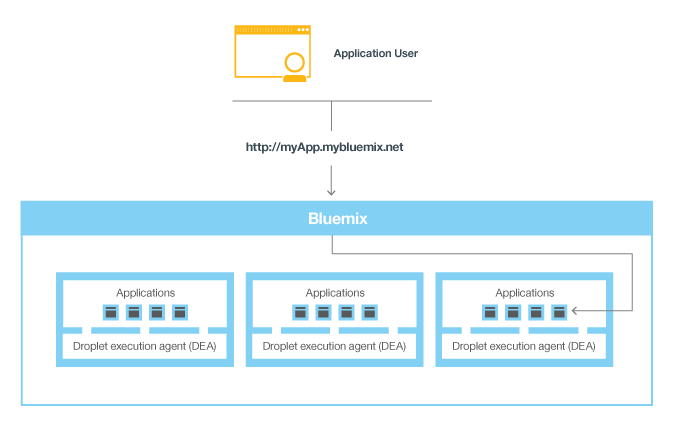 Application User
http://myApp.mybluemix.net
Bluemix
Applications
Applications
Applications
Droplet execution agent (DEA)
Droplet execution agent (DEA)
Droplet execution agent (DEA)